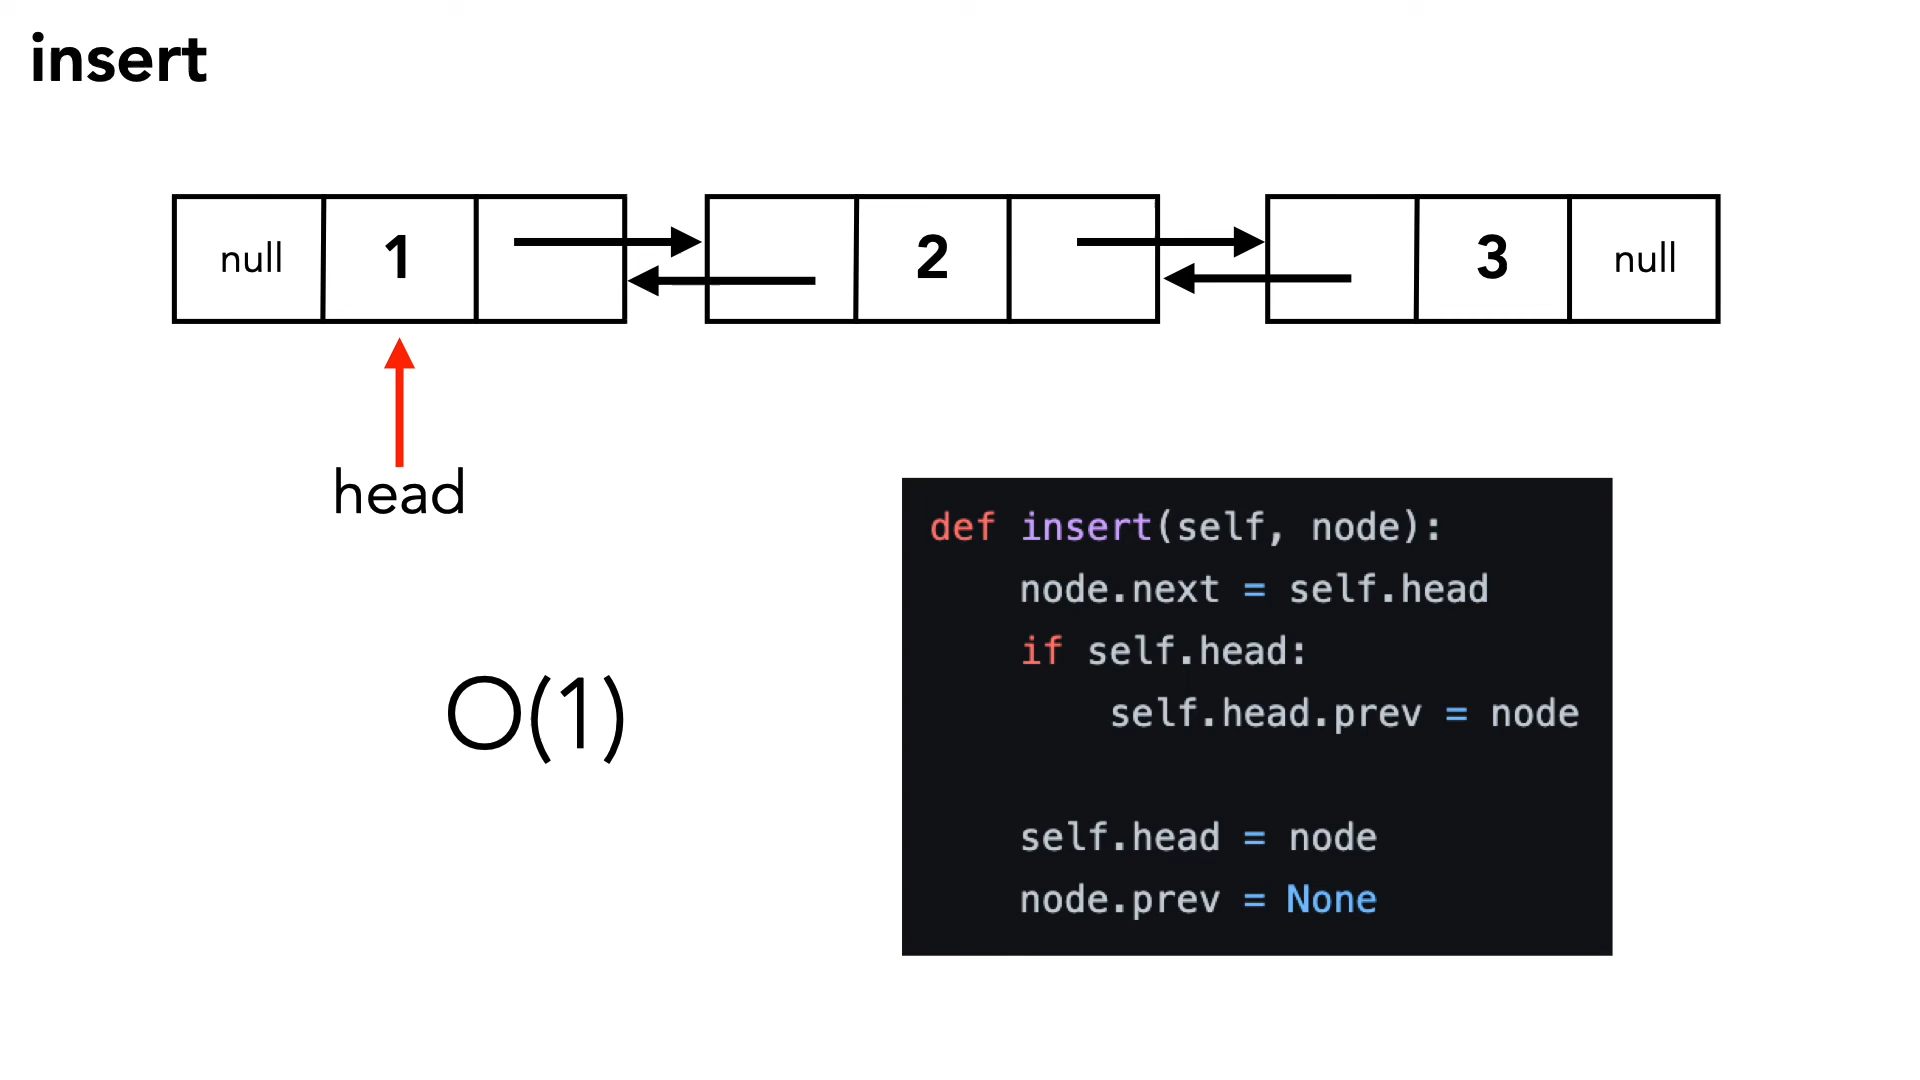 insert
null 1 2 3 null
head
O(1)
def insert(self, node):
    node.next = self.head
    if self.head:
        self.head.prev = node
    self.head = node
    node.prev = None